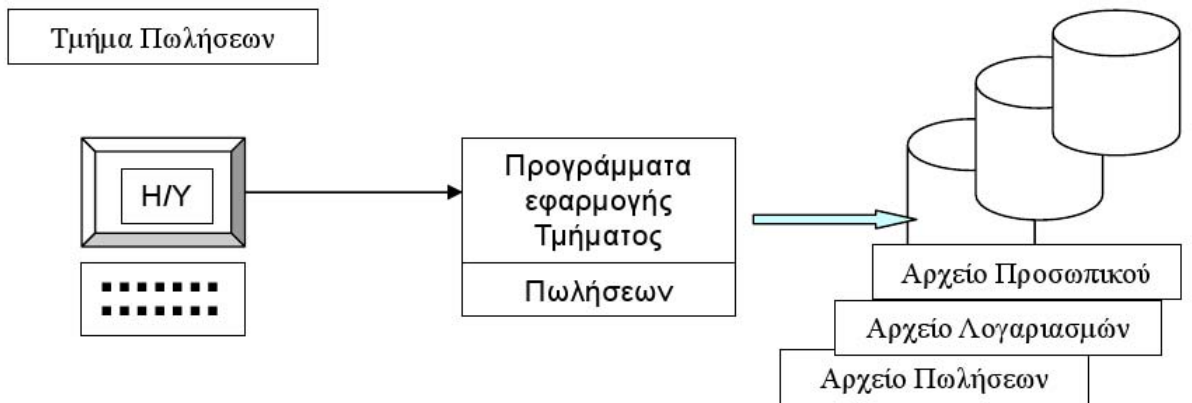 Τμήμα Πωλήσεων
Η/Υ
Προγράμματα
εφαρμογής
Τμήματος
Πωλήσεων
Αρχείο Προσωπικού
Αρχείο Λογαριασμών
Αρχείο Πωλήσεων